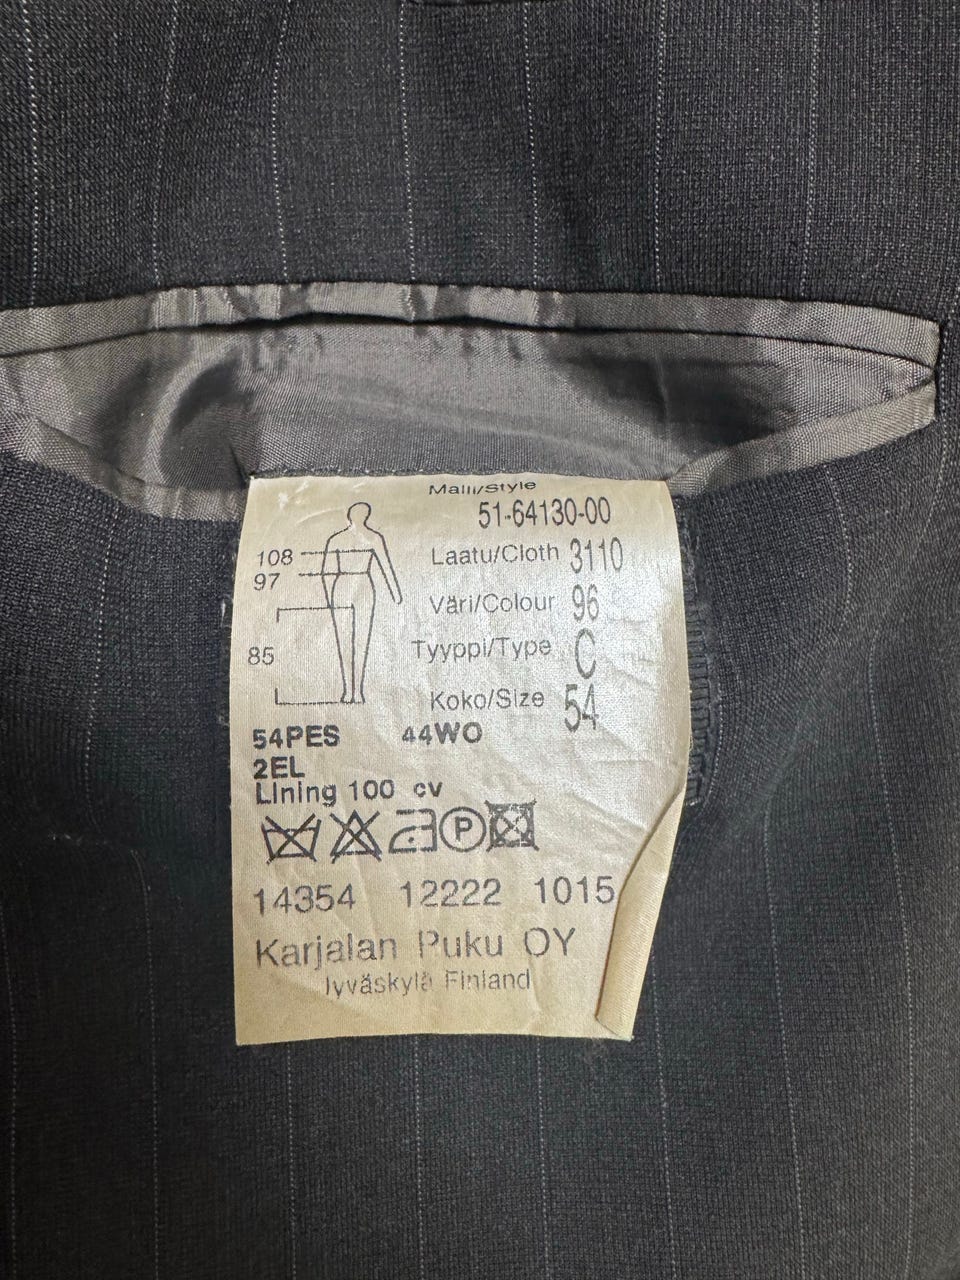 Malli/Style
51-64130-00
108
Laatu/Cloth 3110
97
Väri/Colour 96
85
Tyyppi/Type C
Koko/Size 54
54PES 44WO
2EL
Lining 100 cv
P
14354 12222 1015
Karjalan Puku OY
Jyväskylä Finland